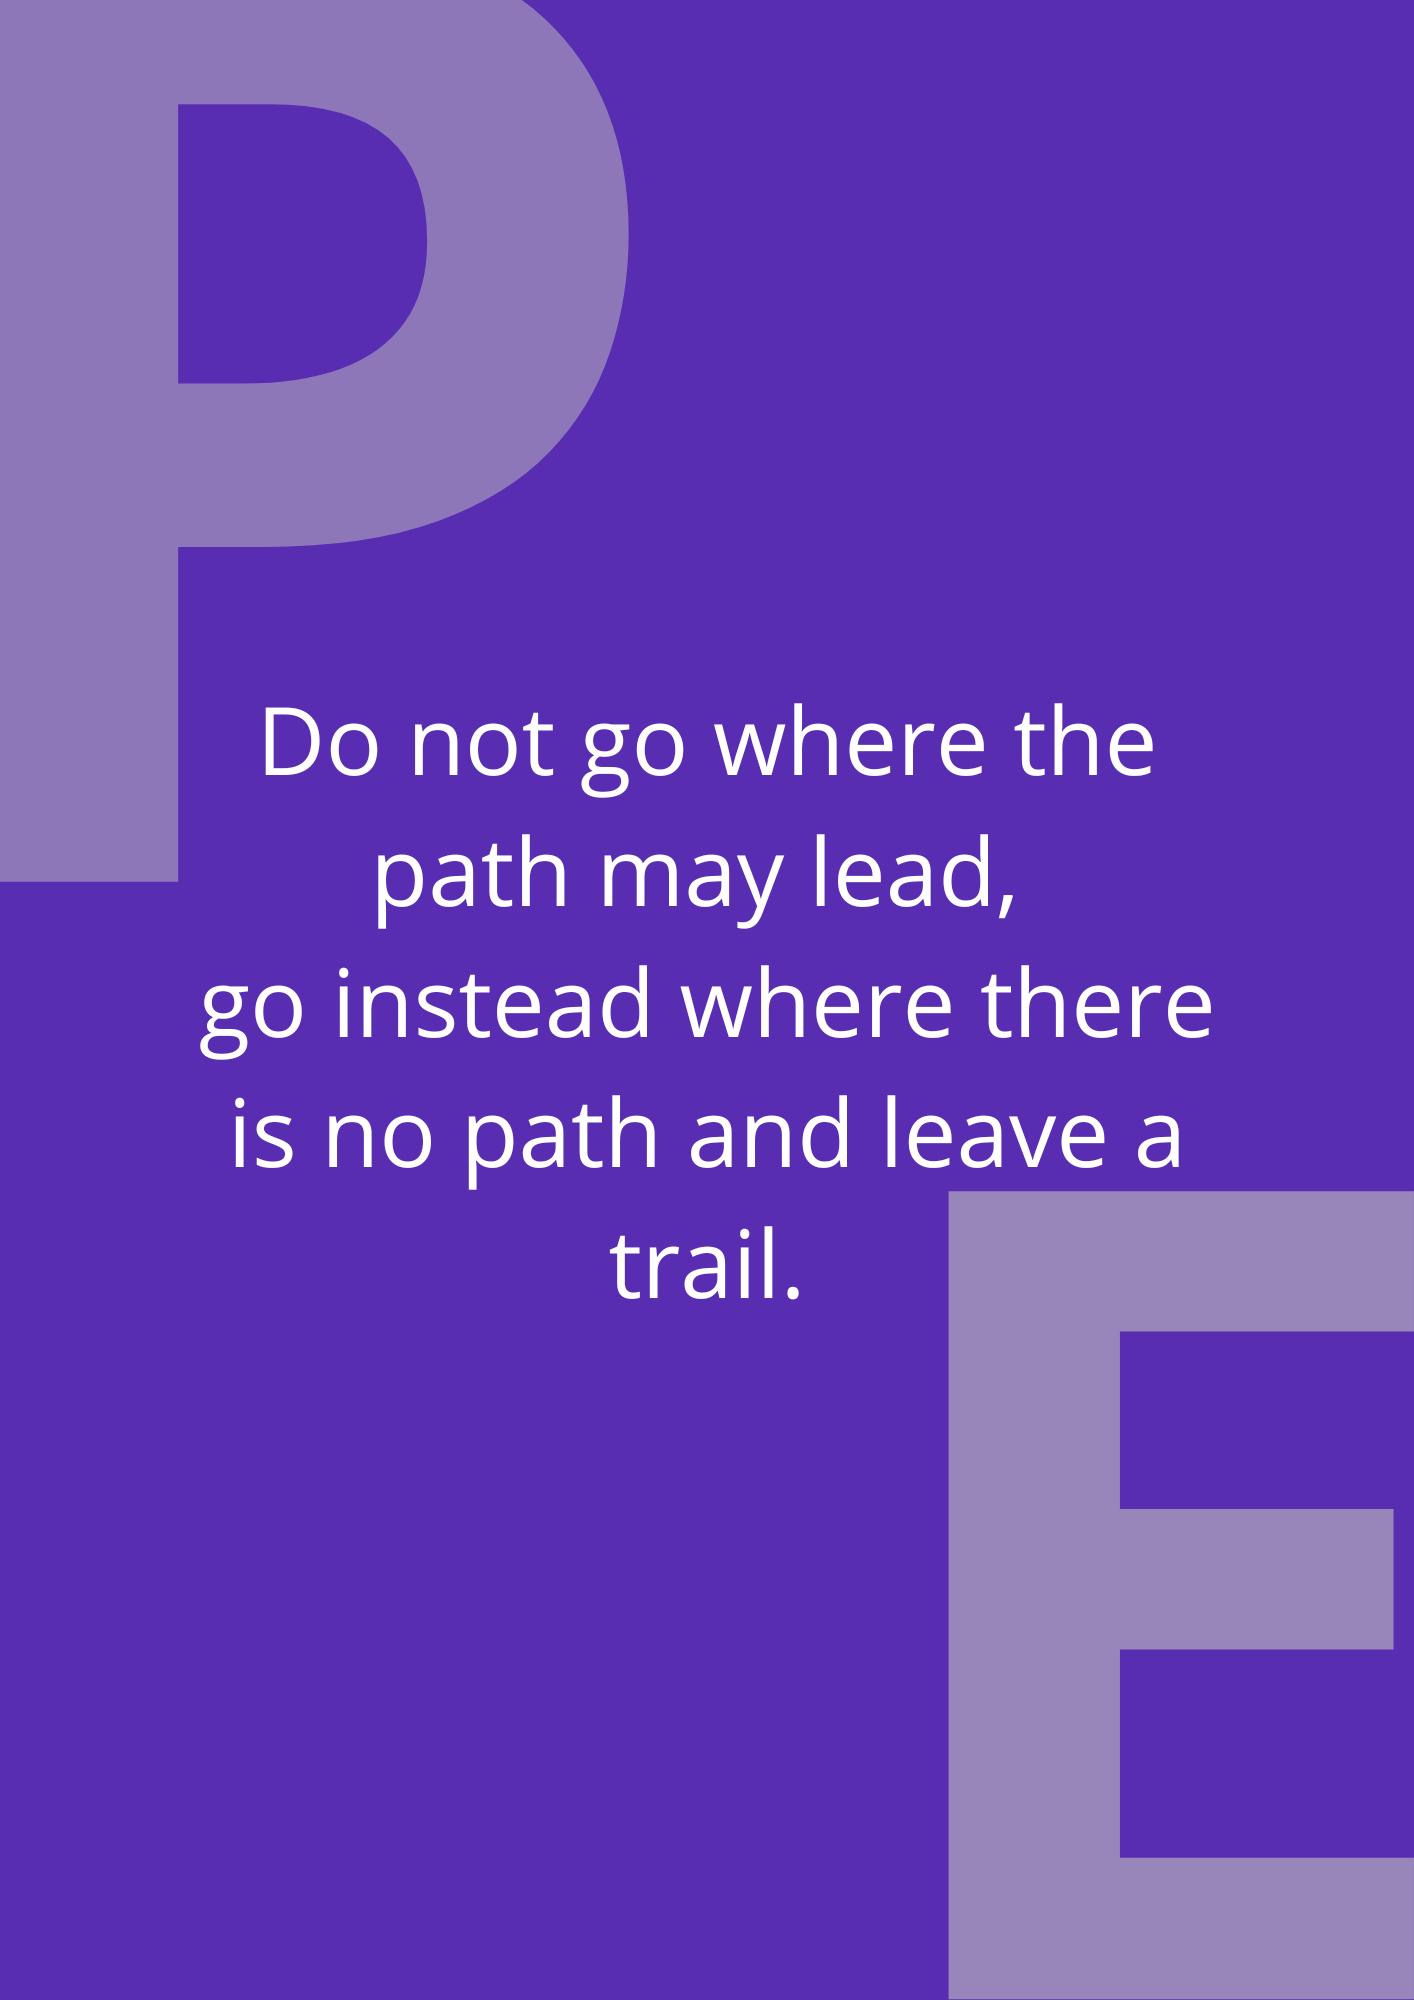 P
Do not go where the
path may lead,
go instead where there
is no path and leave a
trail.
E